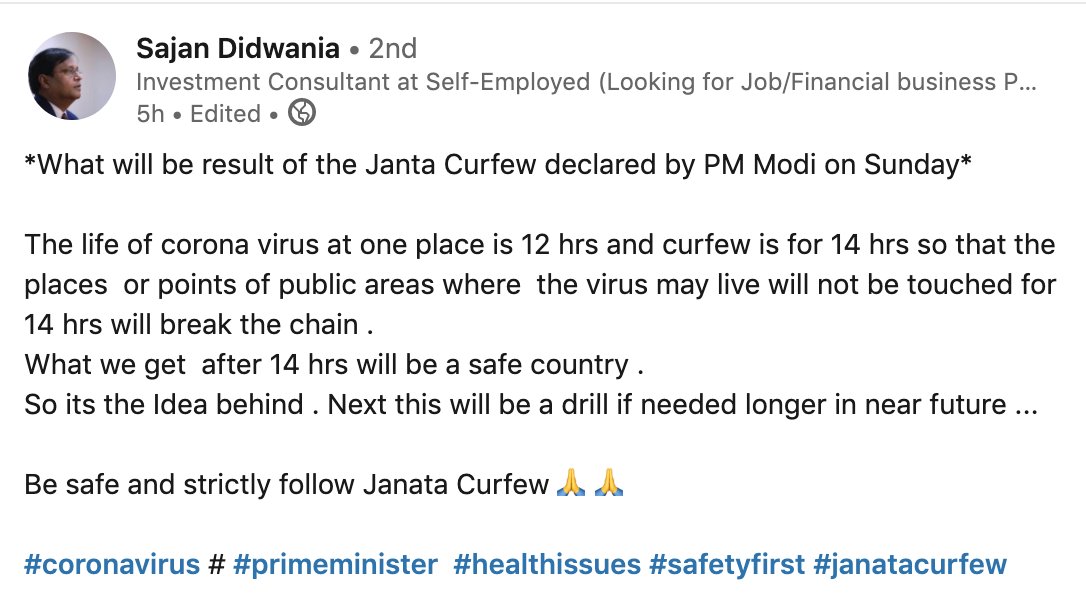 Sajan Didwania • 2nd
Investment Consultant at Self-Employed (Looking for Job/Financial business P...
5h • Edited •
*What will be result of the Janta Curfew declared by PM Modi on Sunday*
The life of corona virus at one place is 12 hrs and curfew is for 14 hrs so that the
places  or points of public areas where  the virus may live will not be touched for
14 hrs will break the chain .
What we get  after 14 hrs will be a safe country .
So its the Idea behind . Next this will be a drill if needed longer in near future ...
Be safe and strictly follow Janata Curfew 🙏 🙏
#coronavirus # #primeminister  #healthissues #safetyfirst #janatacurfew